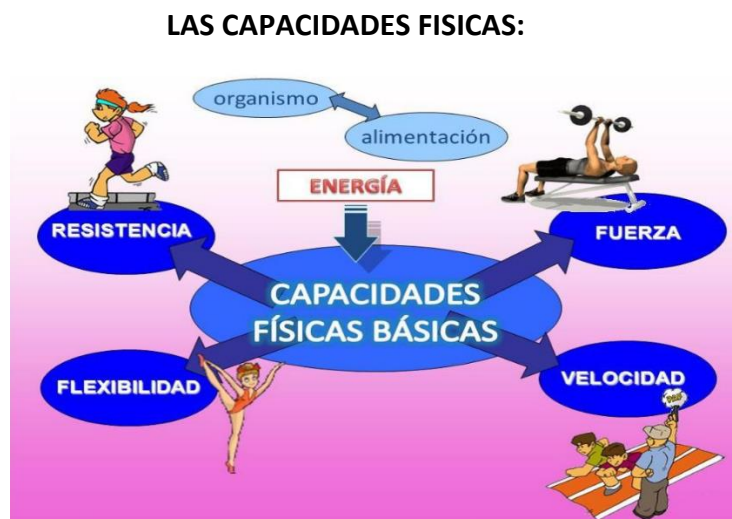 LAS CAPACIDADES FISICAS:
organismo
alimentación
ENERGÍA
RESISTENCIA
FUERZA
CAPACIDADES
FÍSICAS BÁSICAS
FLEXIBILIDAD
VELOCIDAD